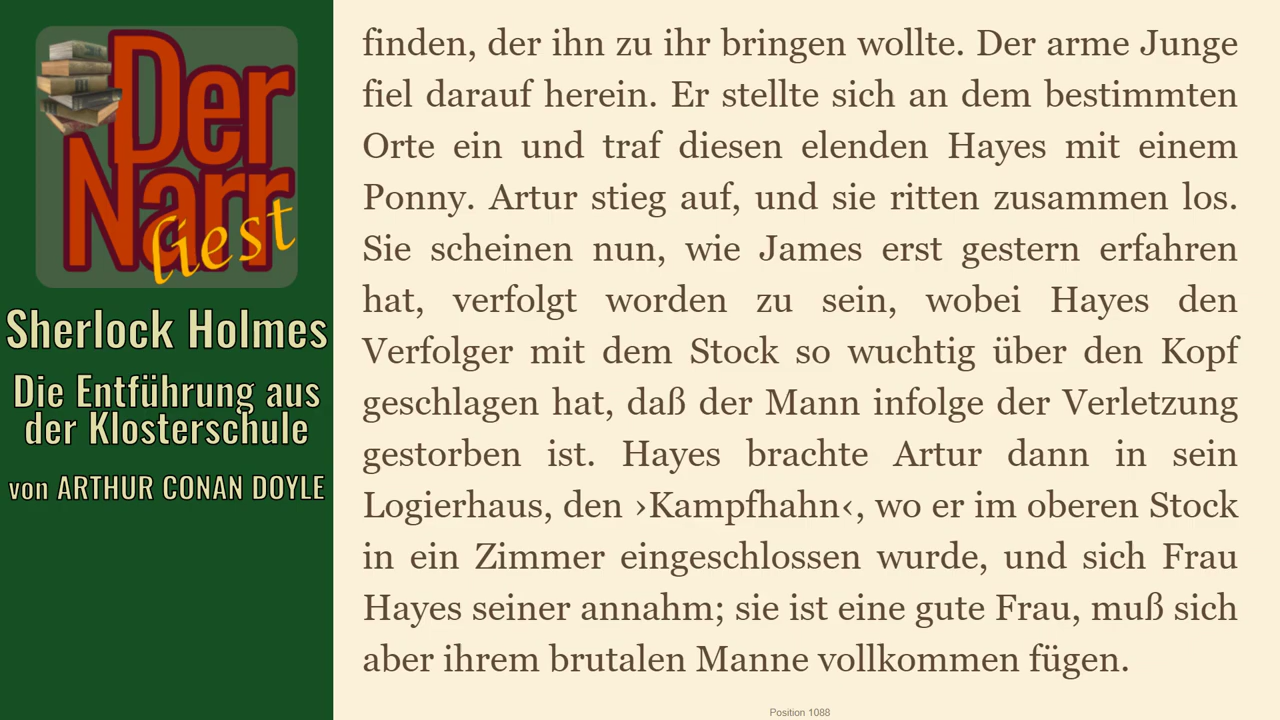 Der
Narr
liest
Sherlock Holmes
Die Entführung aus
der Klosterschule
von ARTHUR CONAN DOYLE
finden, der ihn zu ihr bringen wollte. Der arme Junge
fiel darauf herein. Er stellte sich an dem bestimmten
Orte ein und traf diesen elenden Hayes mit einem
Ponny. Artur stieg auf, und sie ritten zusammen los.
Sie scheinen nun, wie James erst gestern erfahren
hat, verfolgt worden zu sein, wobei Hayes den
Verfolger mit dem Stock so wuchtig über den Kopf
geschlagen hat, daß der Mann infolge der Verletzung
gestorben ist. Hayes brachte Artur dann in sein
Logierhaus, den ›Kampfhahn‹, wo er im oberen Stock
in ein Zimmer eingeschlossen wurde, und sich Frau
Hayes seiner annahm; sie ist eine gute Frau, muß sich
aber ihrem brutalen Manne vollkommen fügen.
Position 1088